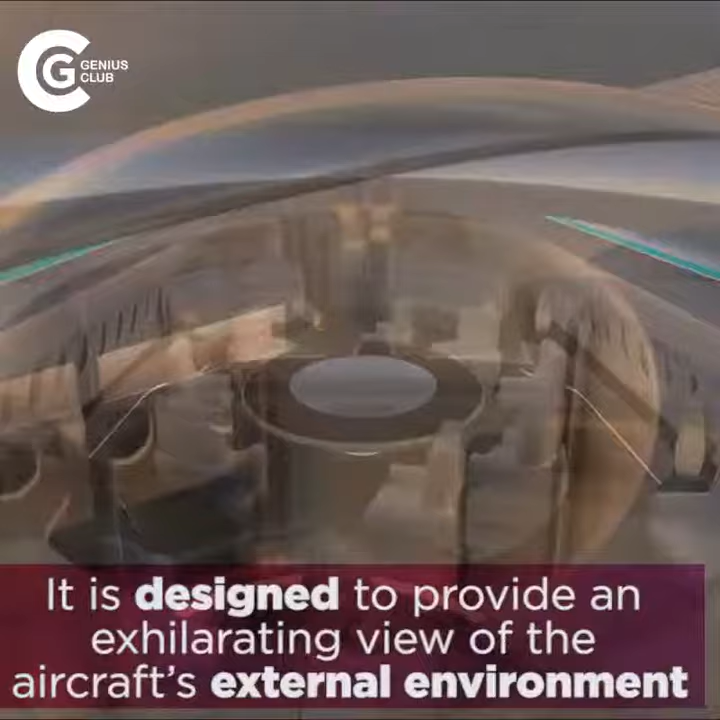 GENIUS
CLUB
It is designed to provide an
exhilarating view of the
aircraft’s external environment